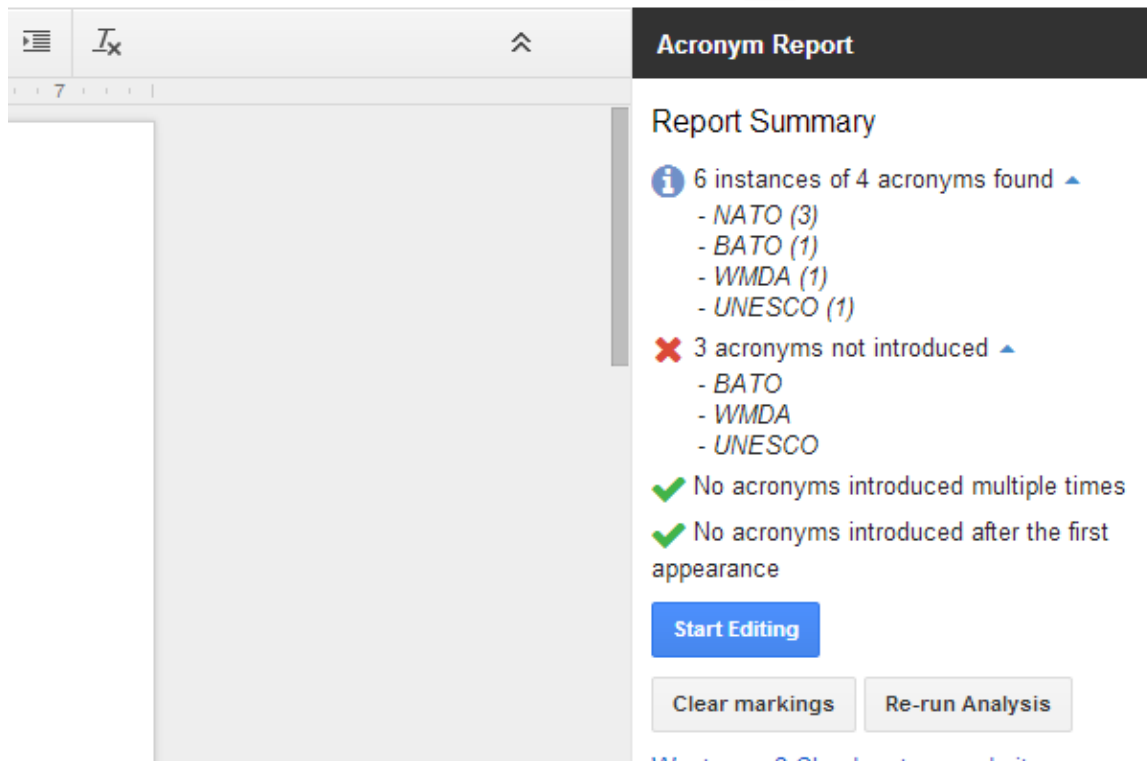 7
Acronym Report
Report Summary
6 instances of 4 acronyms found
- NATO (3)
- BATO (1)
- WMDA (1)
- UNESCO (1)
3 acronyms not introduced
- BATO
- WMDA
- UNESCO
No acronyms introduced multiple times
No acronyms introduced after the first
appearance
Start Editing
Clear markings
Re-run Analysis